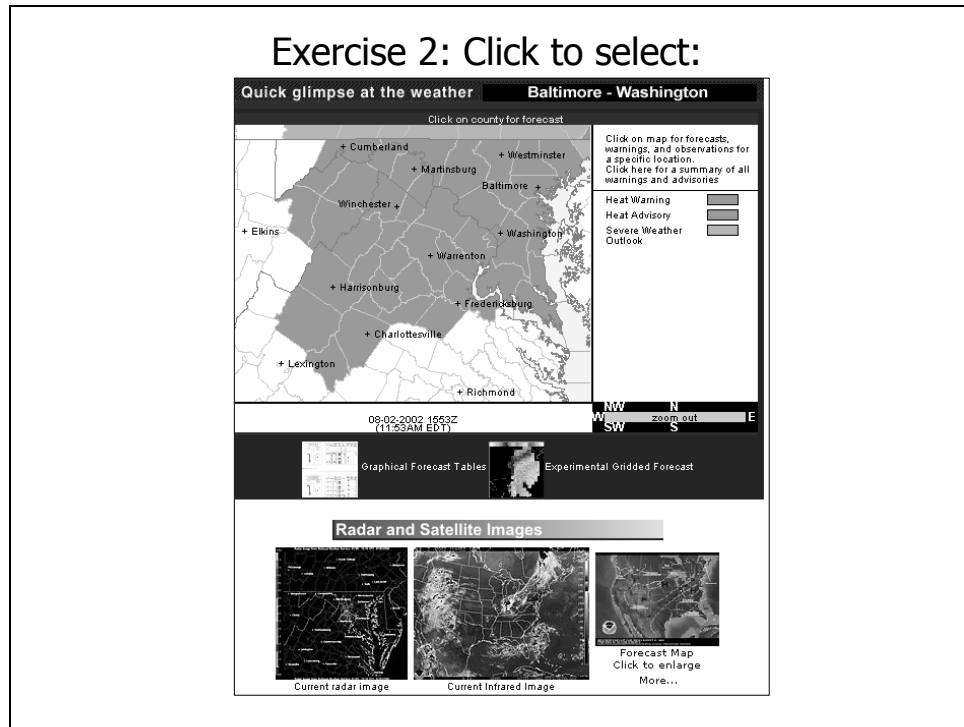 Exercise 2: Click to select:
Quick glimpse at the weather
Baltimore - Washington
Click on county for forecast
Cumberland
Westminster
Martinsburg
Baltimore
Winchester
Elkins
Washington
Warrenton
Harrisonburg
Fredericksburg
Charlottesville
Lexington
Richmond
Click on map for forecasts,
warnings, and observations for
a specific location.
Click here for a summary of all
warnings and advisories
Heat Warning
Heat Advisory
Severe Weather
Outlook
08-02-2002 1553Z
(11:53AM EDT)
NW N
W zoom out E
SW S
Graphical Forecast Tables
Experimental Gridded Forecast
Radar and Satellite Images
Current radar image
Current Infrared Image
Forecast Map
Click to enlarge
More...